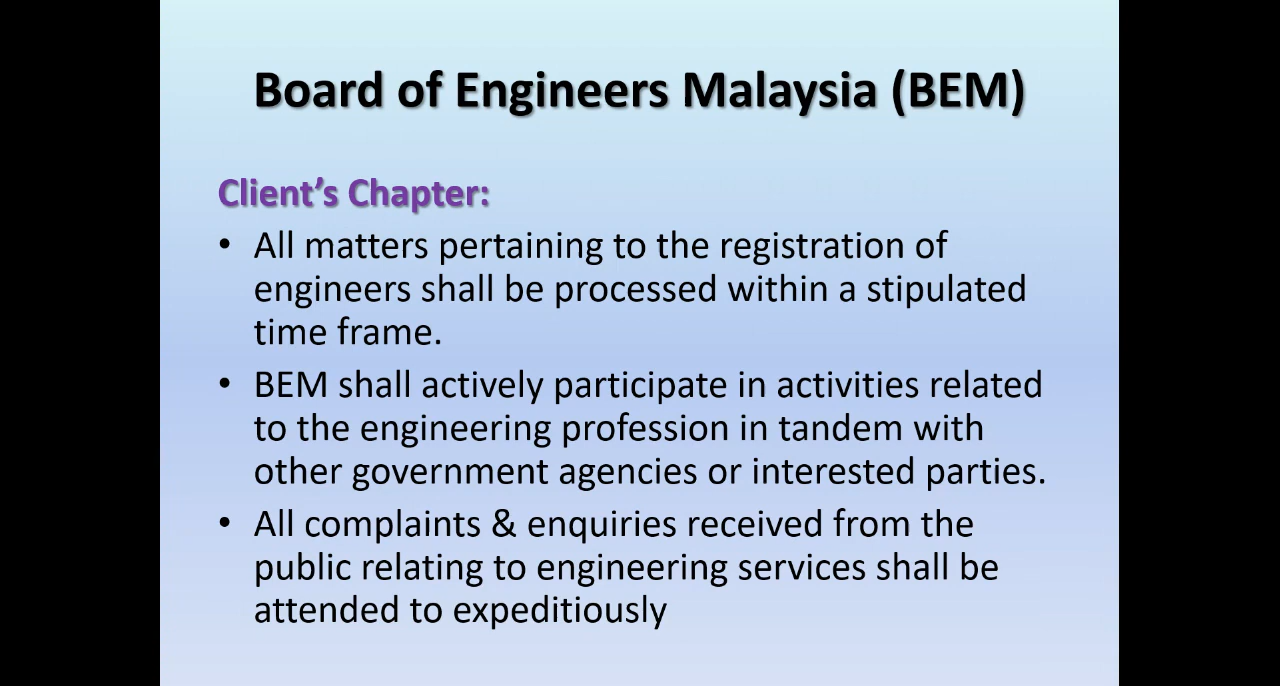 Board of Engineers Malaysia (BEM)
Client’s Chapter:
• All matters pertaining to the registration of
engineers shall be processed within a stipulated
time frame.
• BEM shall actively participate in activities related
to the engineering profession in tandem with
other government agencies or interested parties.
• All complaints & enquiries received from the
public relating to engineering services shall be
attended to expeditiously